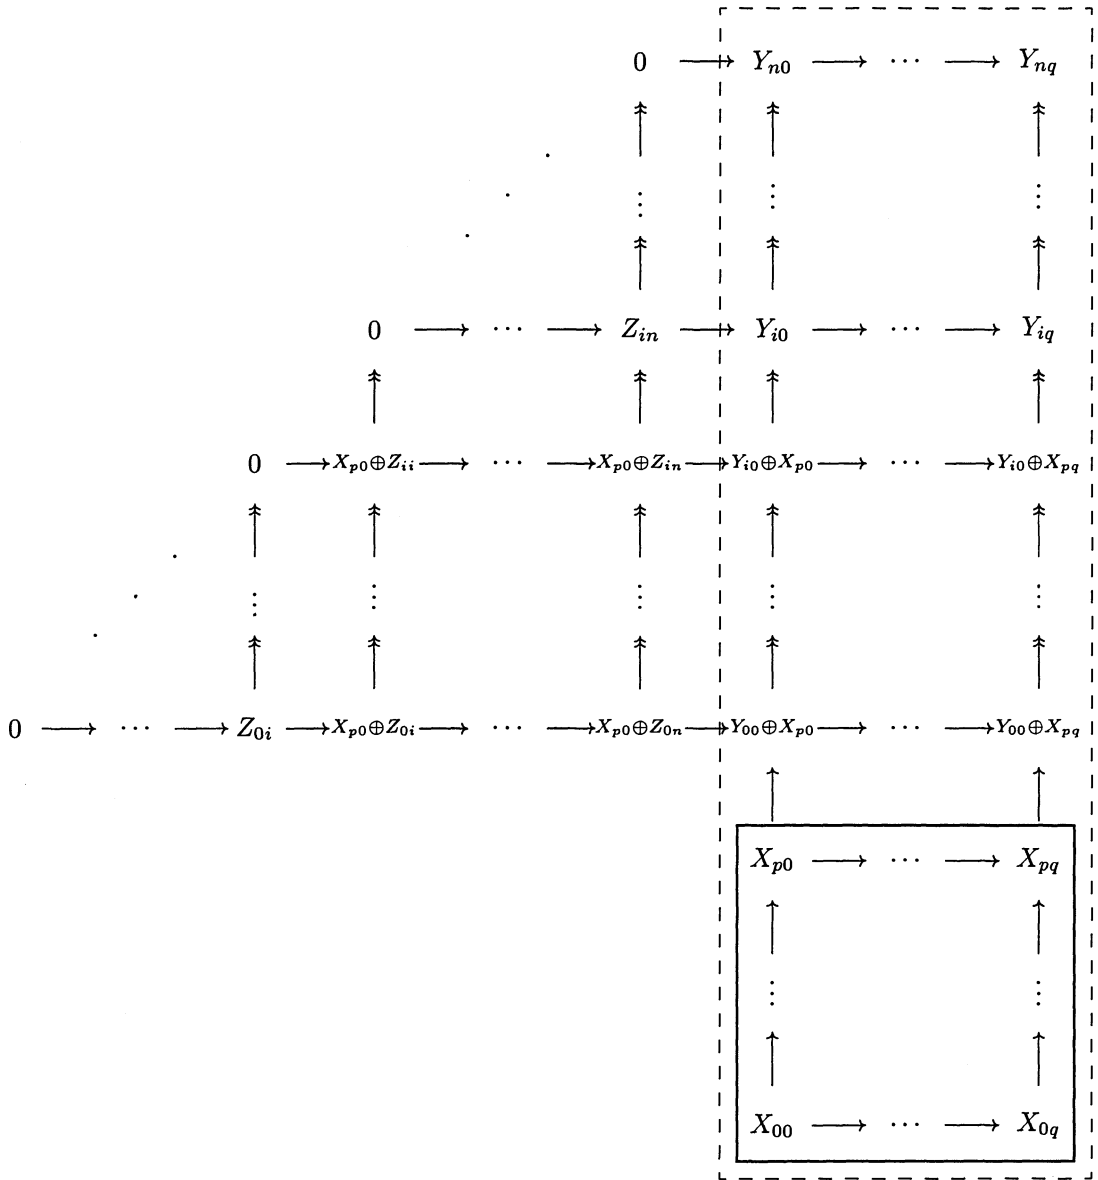 0 → Y_{n0} → ⋯ → Y_{nq}
⋮ ⋮ ⋮
0 → ⋯ → Z_{in} → Y_{i0} → ⋯ → Y_{iq}
0 → X_{p0}⊕Z_{ii} → ⋯ → X_{p0}⊕Z_{in} → Y_{i0}⊕X_{p0} → ⋯ → Y_{i0}⊕X_{pq}
⋮ ⋮ ⋮ ⋮ ⋮
0 → ⋯ → Z_{0i} → X_{p0}⊕Z_{0i} → ⋯ → X_{p0}⊕Z_{0n} → Y_{00}⊕X_{p0} → ⋯ → Y_{00}⊕X_{pq}
X_{p0} → ⋯ → X_{pq}
⋮ ⋮
X_{00} → ⋯ → X_{0q}